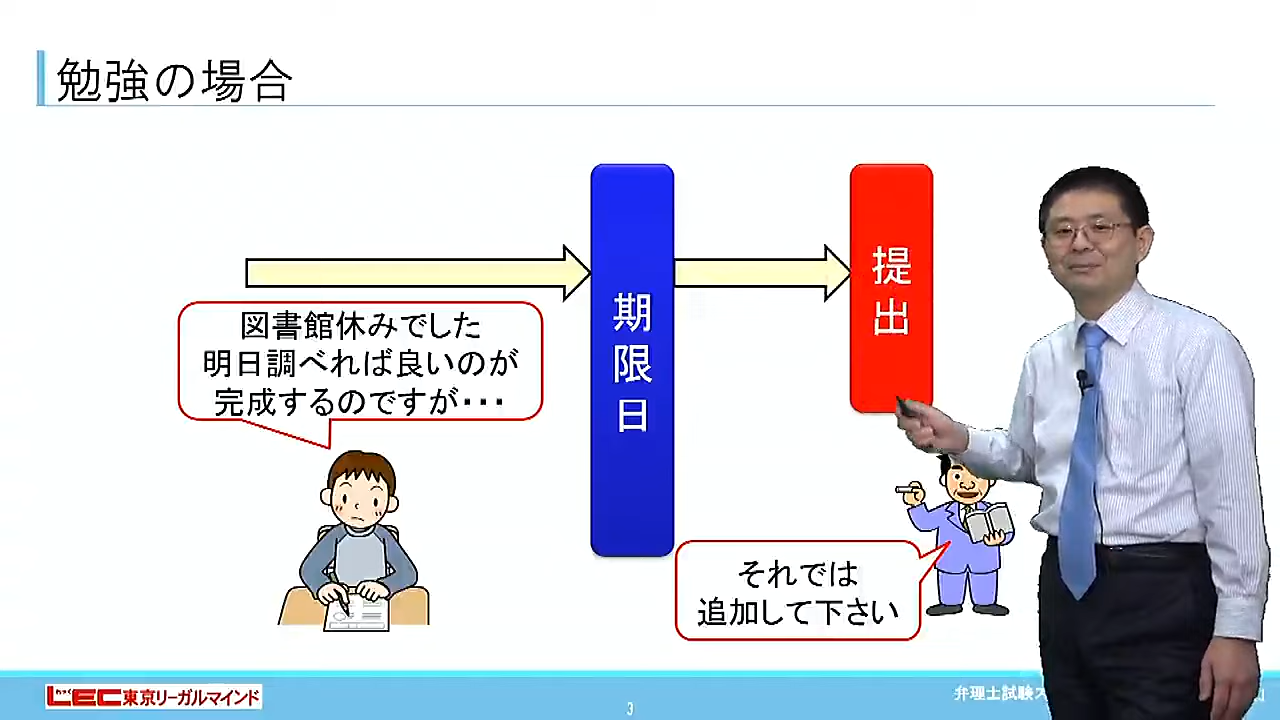 勉強の場合
期限日
提出
図書館休みでした
明日調べれば良いのが
完成するのですが・・・
それでは
追加して下さい
LEC東京リーガルマインド
3
弁理士試験